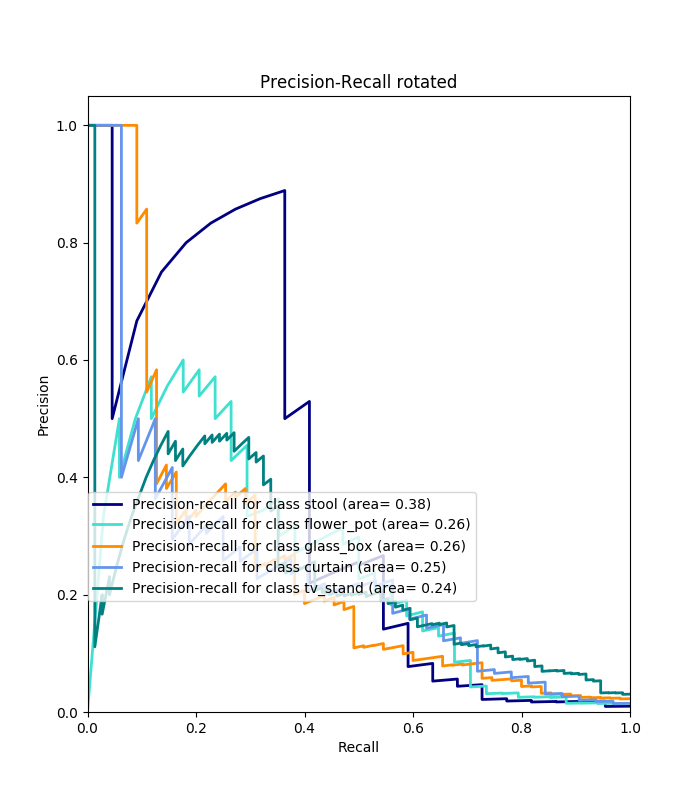 Precision-Recall rotated
1.0
0.8
0.6
0.4
0.2
0.0
Precision
Precision-recall for class stool (area= 0.38)
Precision-recall for class flower_pot (area= 0.26)
Precision-recall for class glass_box (area= 0.26)
Precision-recall for class curtain (area= 0.25)
Precision-recall for class tv_stand (area= 0.24)
0.0 0.2 0.4 0.6 0.8 1.0
Recall